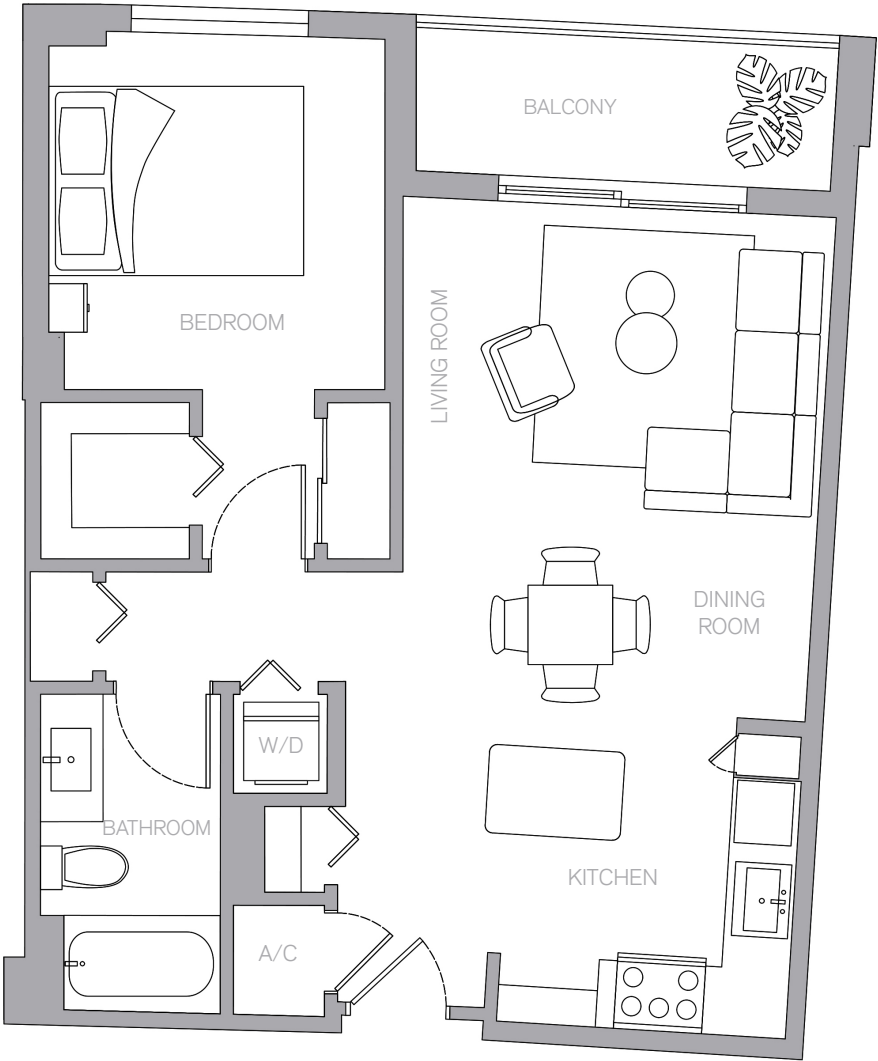 BALCONY
BEDROOM
LIVING ROOM
DINING
ROOM
W/D
BATHROOM
KITCHEN
A/C